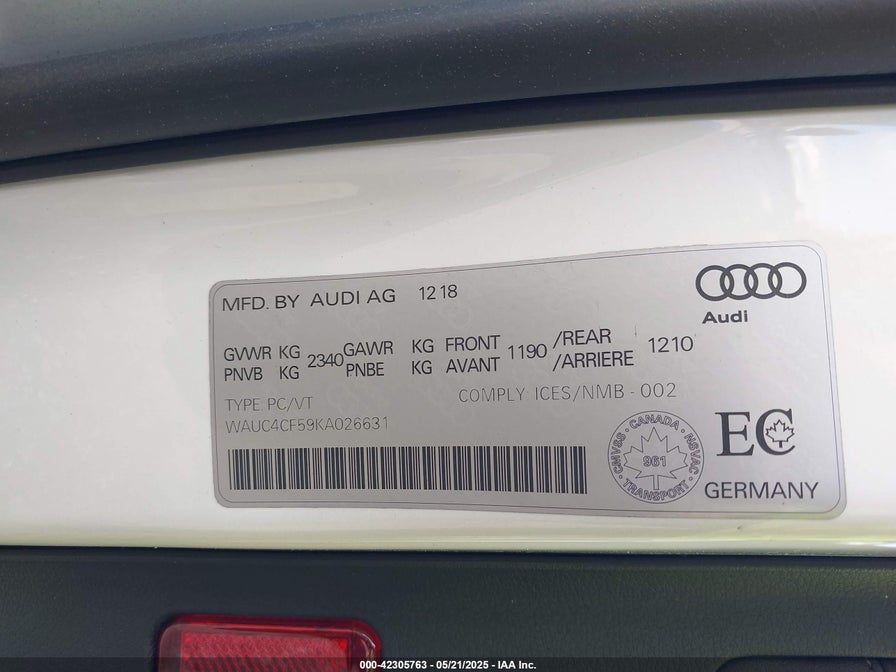 MFD. BY AUDI AG 12 18
Audi
GVWR KG 2340 GAWR KG FRONT 1190 /REAR 1210
PNVB KG PNBE KG AVANT /ARRIERE
TYPE: PC/VT COMPLY: ICES/NMB - 002
WAUC4CF59KA026631
CMVSS · CANADA · NSVAC
961
TRANSPORT
EC
GERMANY
000-42305763 - 05/21/2025 - IAA Inc.